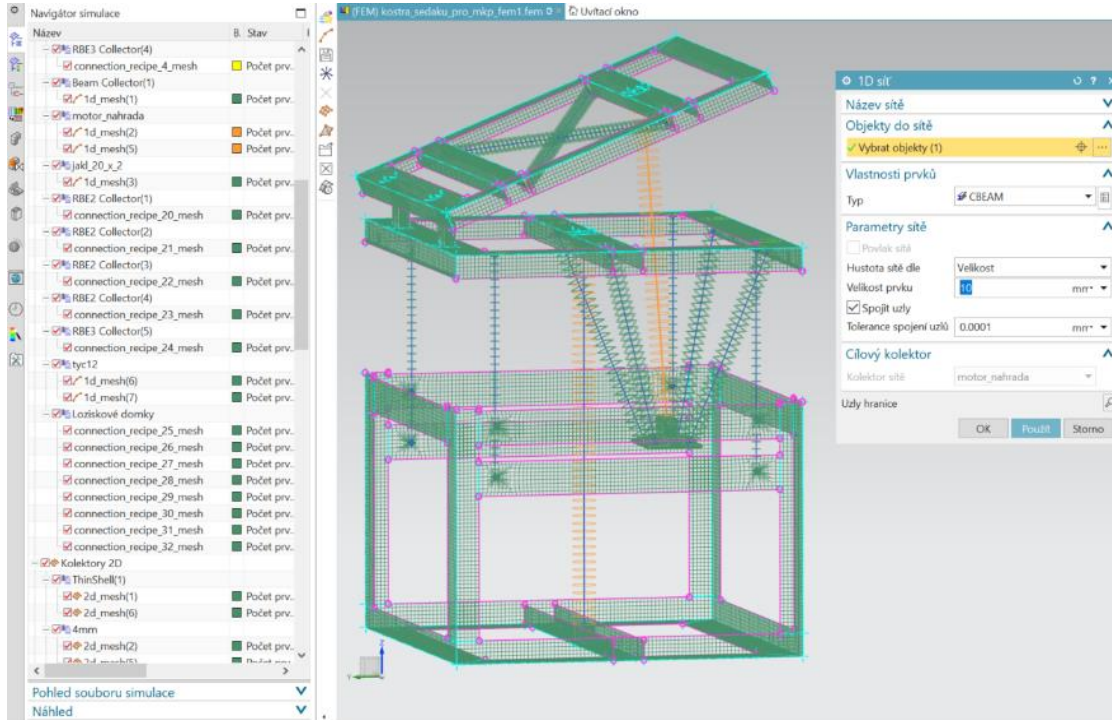 Navigátor simulace
Název B. Stav
RBE3 Collector(4)
connection_recipe_4_mesh Počet prv..
Beam Collector(1)
1d_mesh(1) Počet prv..
motor_nahrada
1d_mesh(2) Počet prv..
1d_mesh(5) Počet prv..
jakl_20_x_2
1d_mesh(3) Počet prv..
RBE2 Collector(1)
connection_recipe_20_mesh Počet prv..
RBE2 Collector(2)
connection_recipe_21_mesh Počet prv..
RBE2 Collector(3)
connection_recipe_22_mesh Počet prv..
RBE2 Collector(4)
connection_recipe_23_mesh Počet prv..
RBE3 Collector(5)
connection_recipe_24_mesh Počet prv..
tyc12
1d_mesh(6) Počet prv..
1d_mesh(7) Počet prv..
Loziskové domky
connection_recipe_25_mesh Počet prv..
connection_recipe_26_mesh Počet prv..
connection_recipe_27_mesh Počet prv..
connection_recipe_28_mesh Počet prv..
connection_recipe_29_mesh Počet prv..
connection_recipe_30_mesh Počet prv..
connection_recipe_31_mesh Počet prv..
connection_recipe_32_mesh Počet prv..
Kolektory 2D
ThinShell(1)
2d_mesh(1) Počet prv..
2d_mesh(6) Počet prv..
4mm
2d_mesh(2) Počet prv..
Pohled souboru simulace
Náhled
(FEM) kostra_sedaku_pro_mkp_fem1.fem
Uvítací okno
Z
Y
1D síť
Název sítě
Objekty do sítě
Vybrat objekty (1)
Vlastnosti prvků
Typ CBEAM
Parametry sítě
Povlak sítě
Hustota sítě dle Velikost
Velikost prvku 10 mm
Spojit uzly
Tolerance spojení uzlů 0.0001 mm
Cílový kolektor
Kolektor sítě motor_nahrada
Uzly hranice
OK Použít Storno